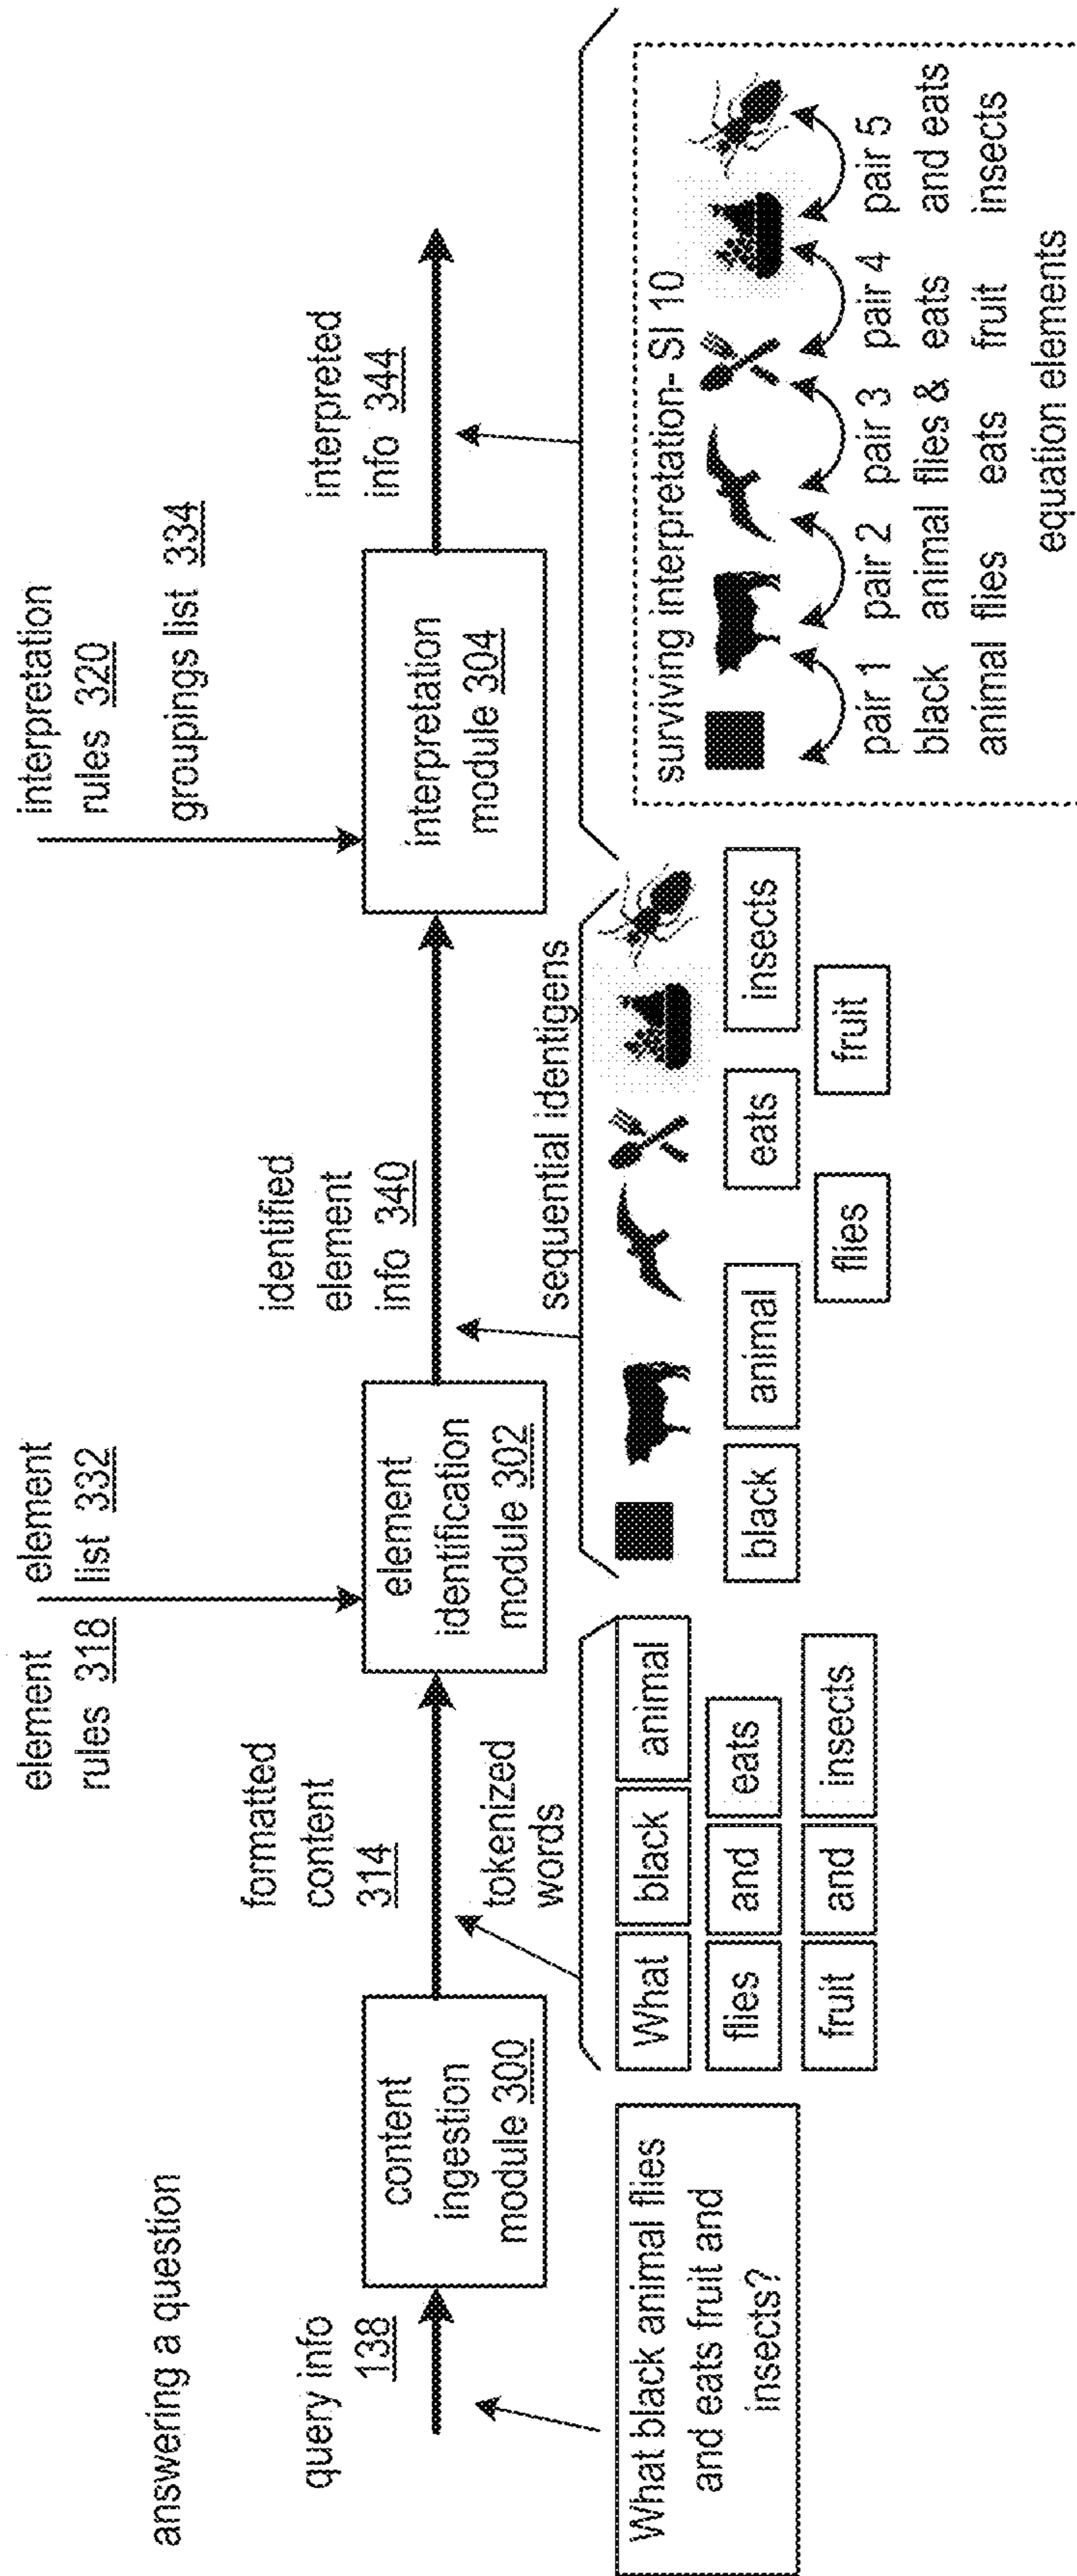 answering a question
query info
138
content
ingestion
module 300
What black animal flies
and eats fruit and
insects?
formatted
content
314
tokenized
words
What black animal
flies and eats
fruit and insects
element
rules 318
element
list 332
element
identification
module 302
identified
element
info 340
sequential identigens
black animal eats insects
flies fruit
interpretation
rules 320
groupings list 334
interpretation
module 304
interpreted
info 344
surviving interpretation- SI 10
pair 1 pair 2 pair 3 pair 4 pair 5
black animal flies & eats and eats
animal flies eats fruit insects
equation elements